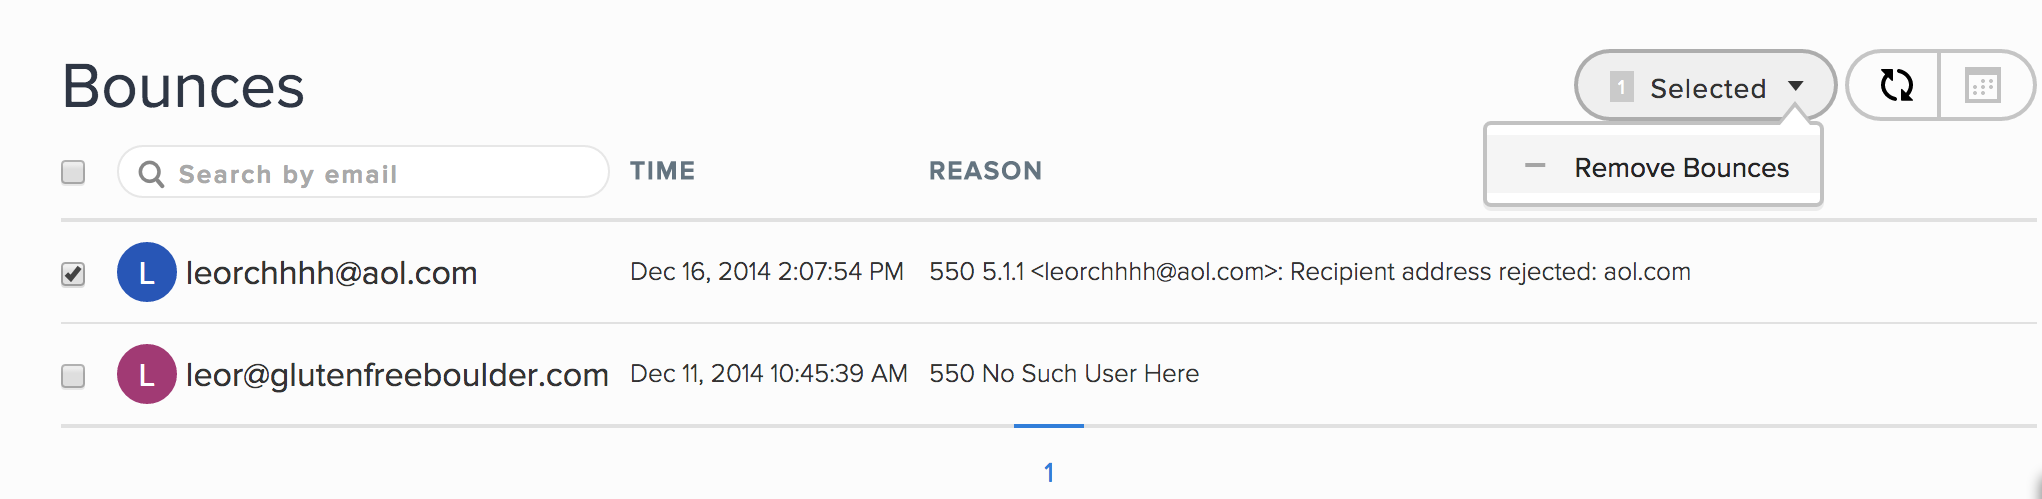 Bounces
1 Selected
Remove Bounces
Search by email TIME REASON
L leorchhhh@aol.com Dec 16, 2014 2:07:54 PM 550 5.1.1 <leorchhhh@aol.com>: Recipient address rejected: aol.com
L leor@glutenfreeboulder.com Dec 11, 2014 10:45:39 AM 550 No Such User Here
1